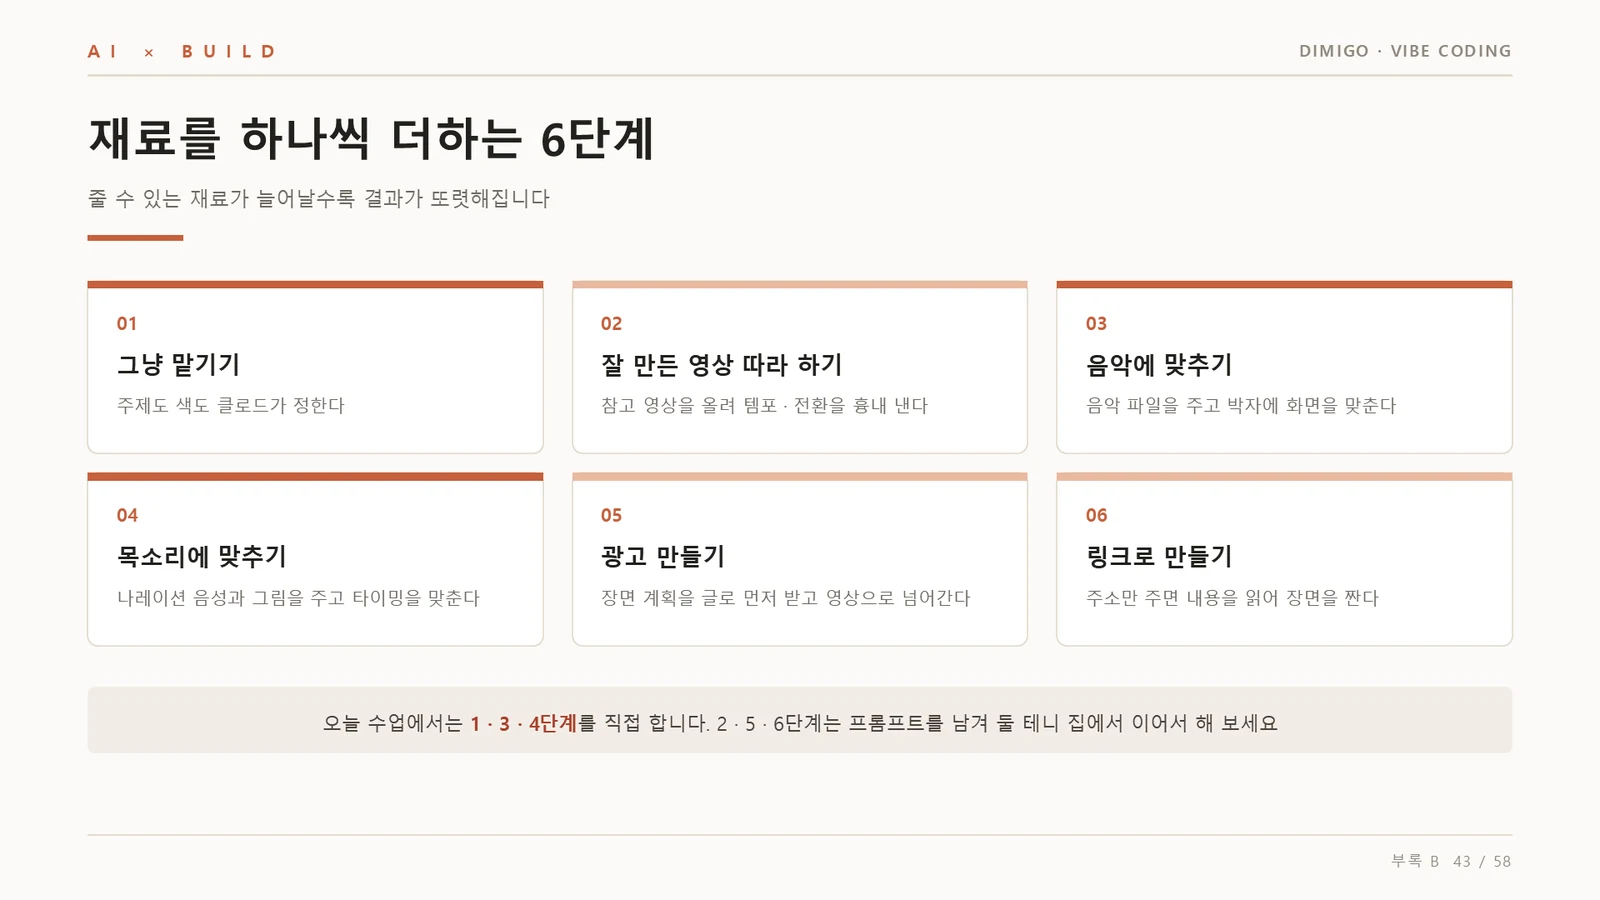 AI × BUILD
DIMIGO · VIBE CODING
재료를 하나씩 더하는 6단계
줄 수 있는 재료가 늘어날수록 결과가 또렷해집니다
01
그냥 맡기기
주제도 색도 클로드가 정한다
02
잘 만든 영상 따라 하기
참고 영상을 올려 템포 · 전환을 흉내 낸다
03
음악에 맞추기
음악 파일을 주고 박자에 화면을 맞춘다
04
목소리에 맞추기
나레이션 음성과 그림을 주고 타이밍을 맞춘다
05
광고 만들기
장면 계획을 글로 먼저 받고 영상으로 넘어간다
06
링크로 만들기
주소만 주면 내용을 읽어 장면을 짠다
오늘 수업에서는 1 · 3 · 4단계를 직접 합니다. 2 · 5 · 6단계는 프롬프트를 남겨 둘 테니 집에서 이어서 해 보세요
부록 B 43 / 58